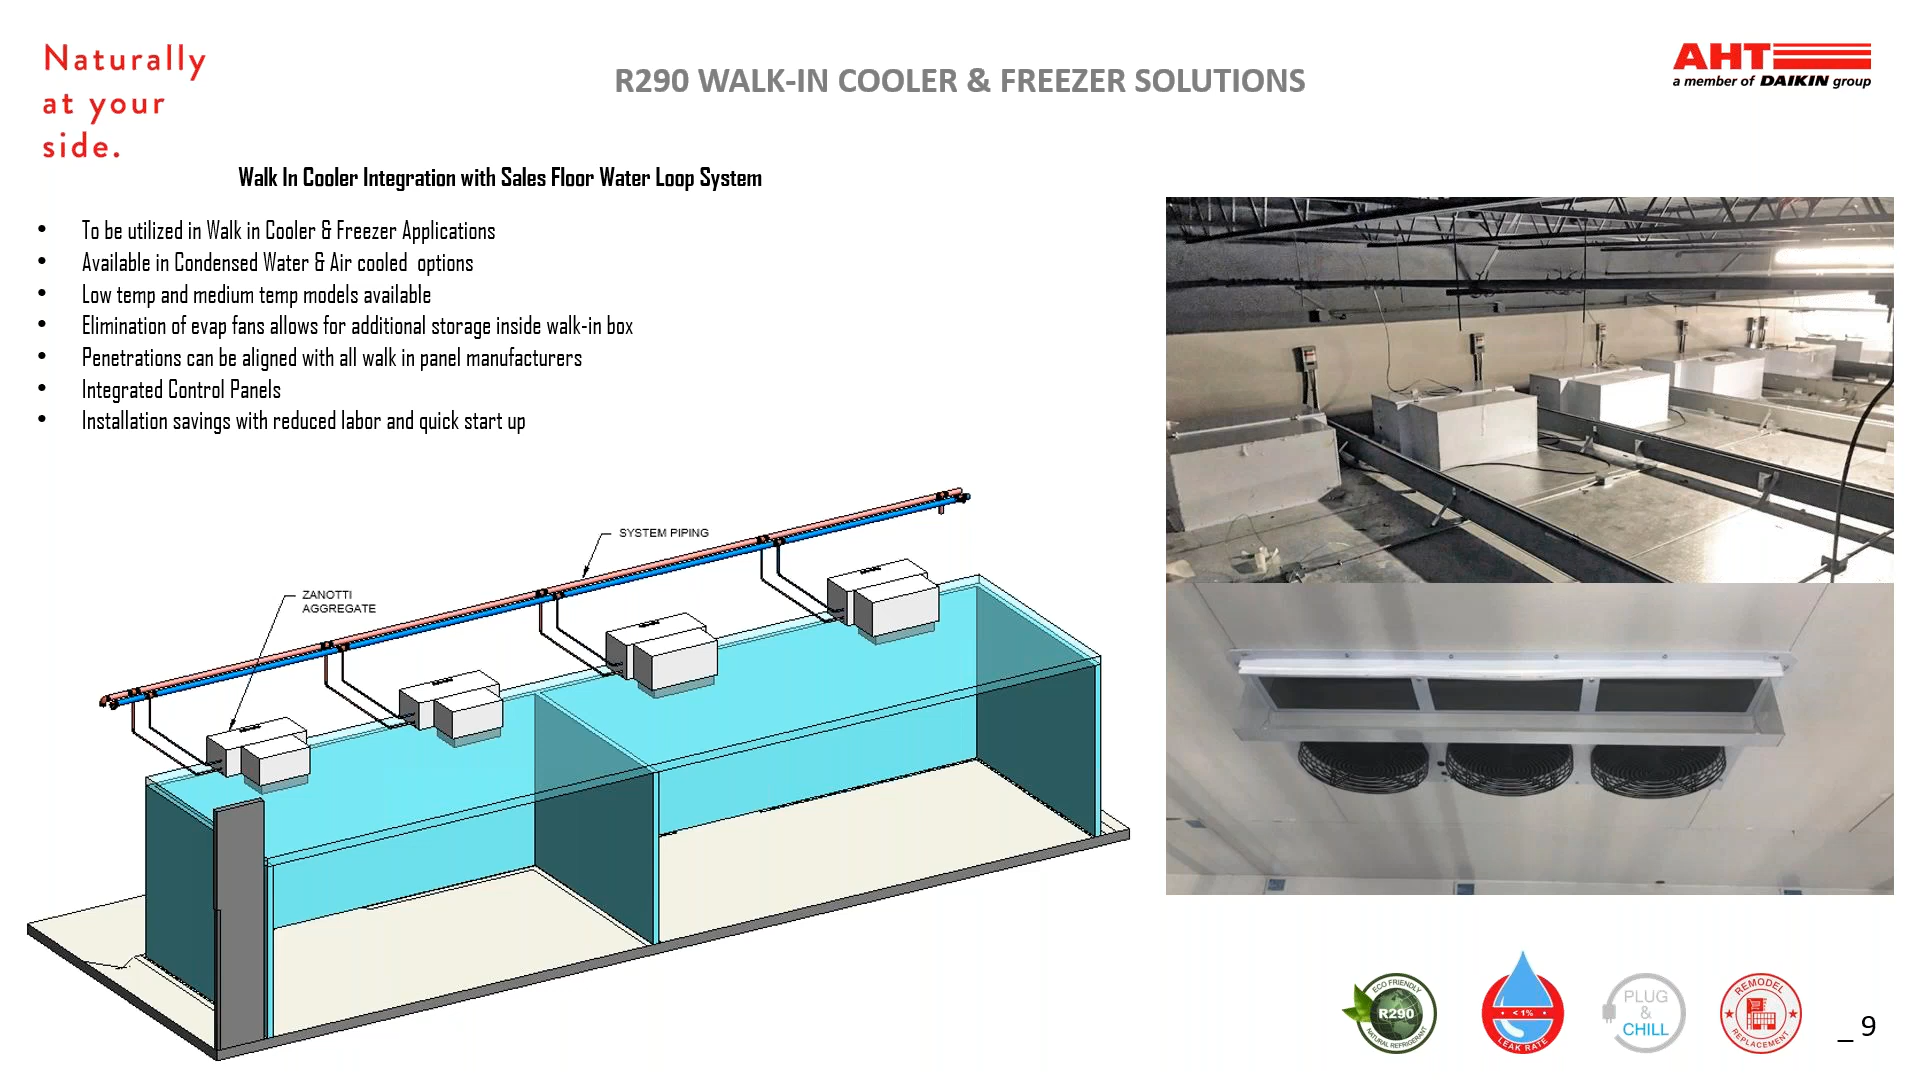 Naturally
at your
side.
R290 WALK-IN COOLER & FREEZER SOLUTIONS
AHT
a member of DAIKIN group
Walk In Cooler Integration with Sales Floor Water Loop System
• To be utilized in Walk in Cooler & Freezer Applications
• Available in Condensed Water & Air cooled  options
• Low temp and medium temp models available
• Elimination of evap fans allows for additional storage inside walk-in box
• Penetrations can be aligned with all walk in panel manufacturers
• Integrated Control Panels
• Installation savings with reduced labor and quick start up
SYSTEM PIPING
ZANOTTI
AGGREGATE
ECO FRIENDLY
R290
NATURAL REFRIGERANT
< 1%
LEAK RATE
PLUG
&
CHILL
REMODEL
REPLACEMENT
_ 9